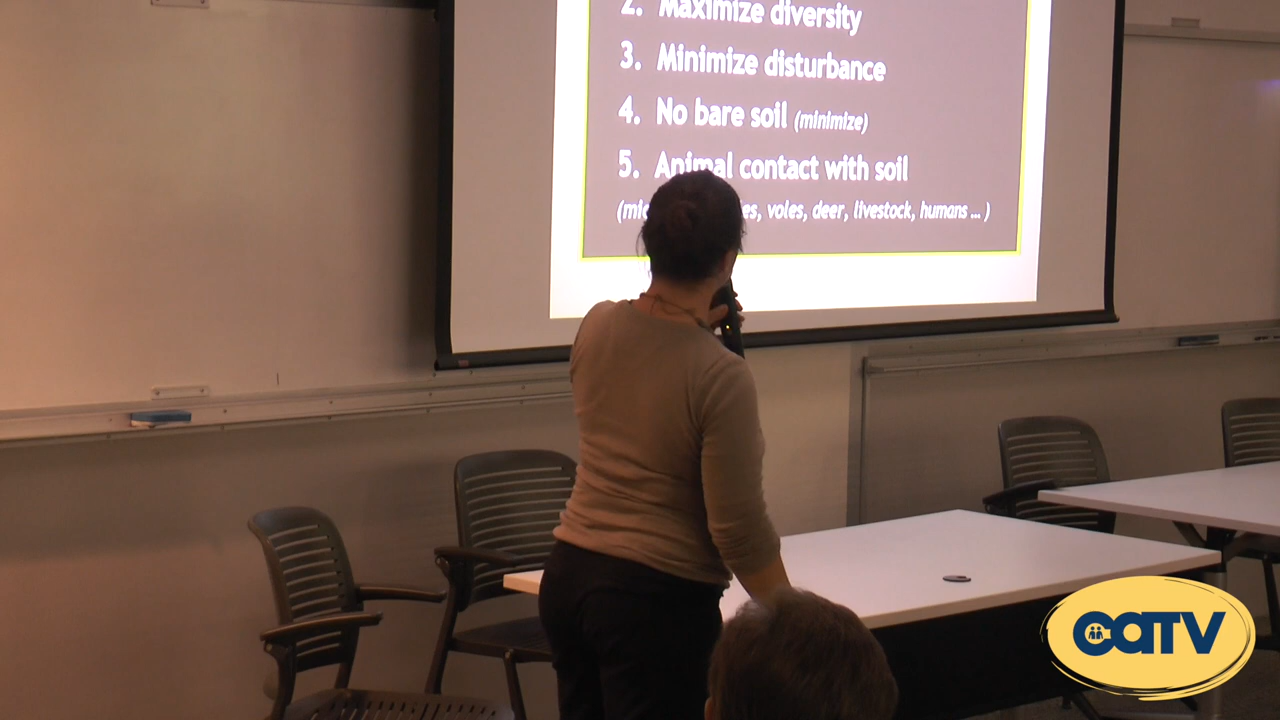 2. Maximize diversity
3. Minimize disturbance
4. No bare soil (minimize)
5. Animal contact with soil
voles, deer, livestock, humans ... )
CATV